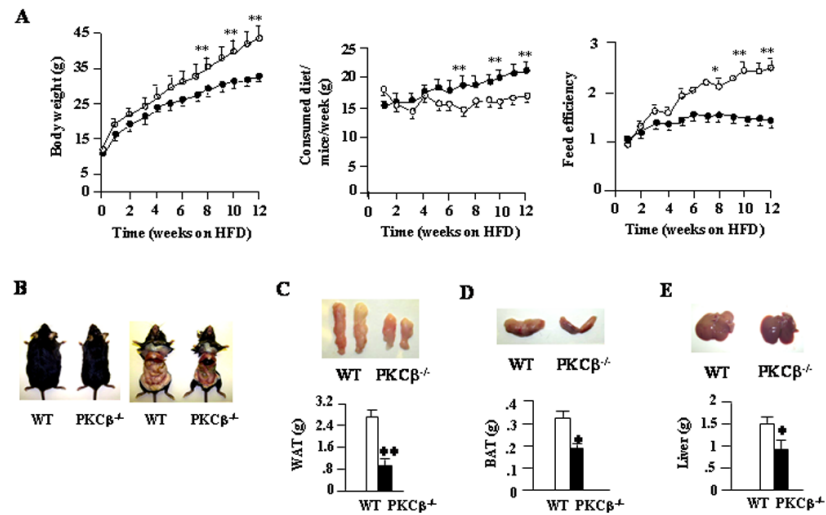 A
Body weight (g)
45
35
25
15
5
0
0 2 4 6 8 10 12
Time (weeks on HFD)
** ** **
Consumed diet/
mice/week (g)
25
20
15
10
5
0
0 2 4 6 8 10 12
Time (weeks on HFD)
** ** **
Feed efficiency
3
2
1
0
0 2 4 6 8 10 12
Time (weeks on HFD)
* ** **
B
WT PKCβ-/- WT PKCβ-/-
C
WT PKCβ-/-
WAT (g)
3.2
2.4
1.6
.8
0
WT PKCβ-/-
D
WT PKCβ-/-
BAT (g)
.4
.3
.2
.1
0
WT PKCβ-/-
E
WT PKCβ-/-
Liver (g)
2
1.5
1
.5
0
WT PKCβ-/-